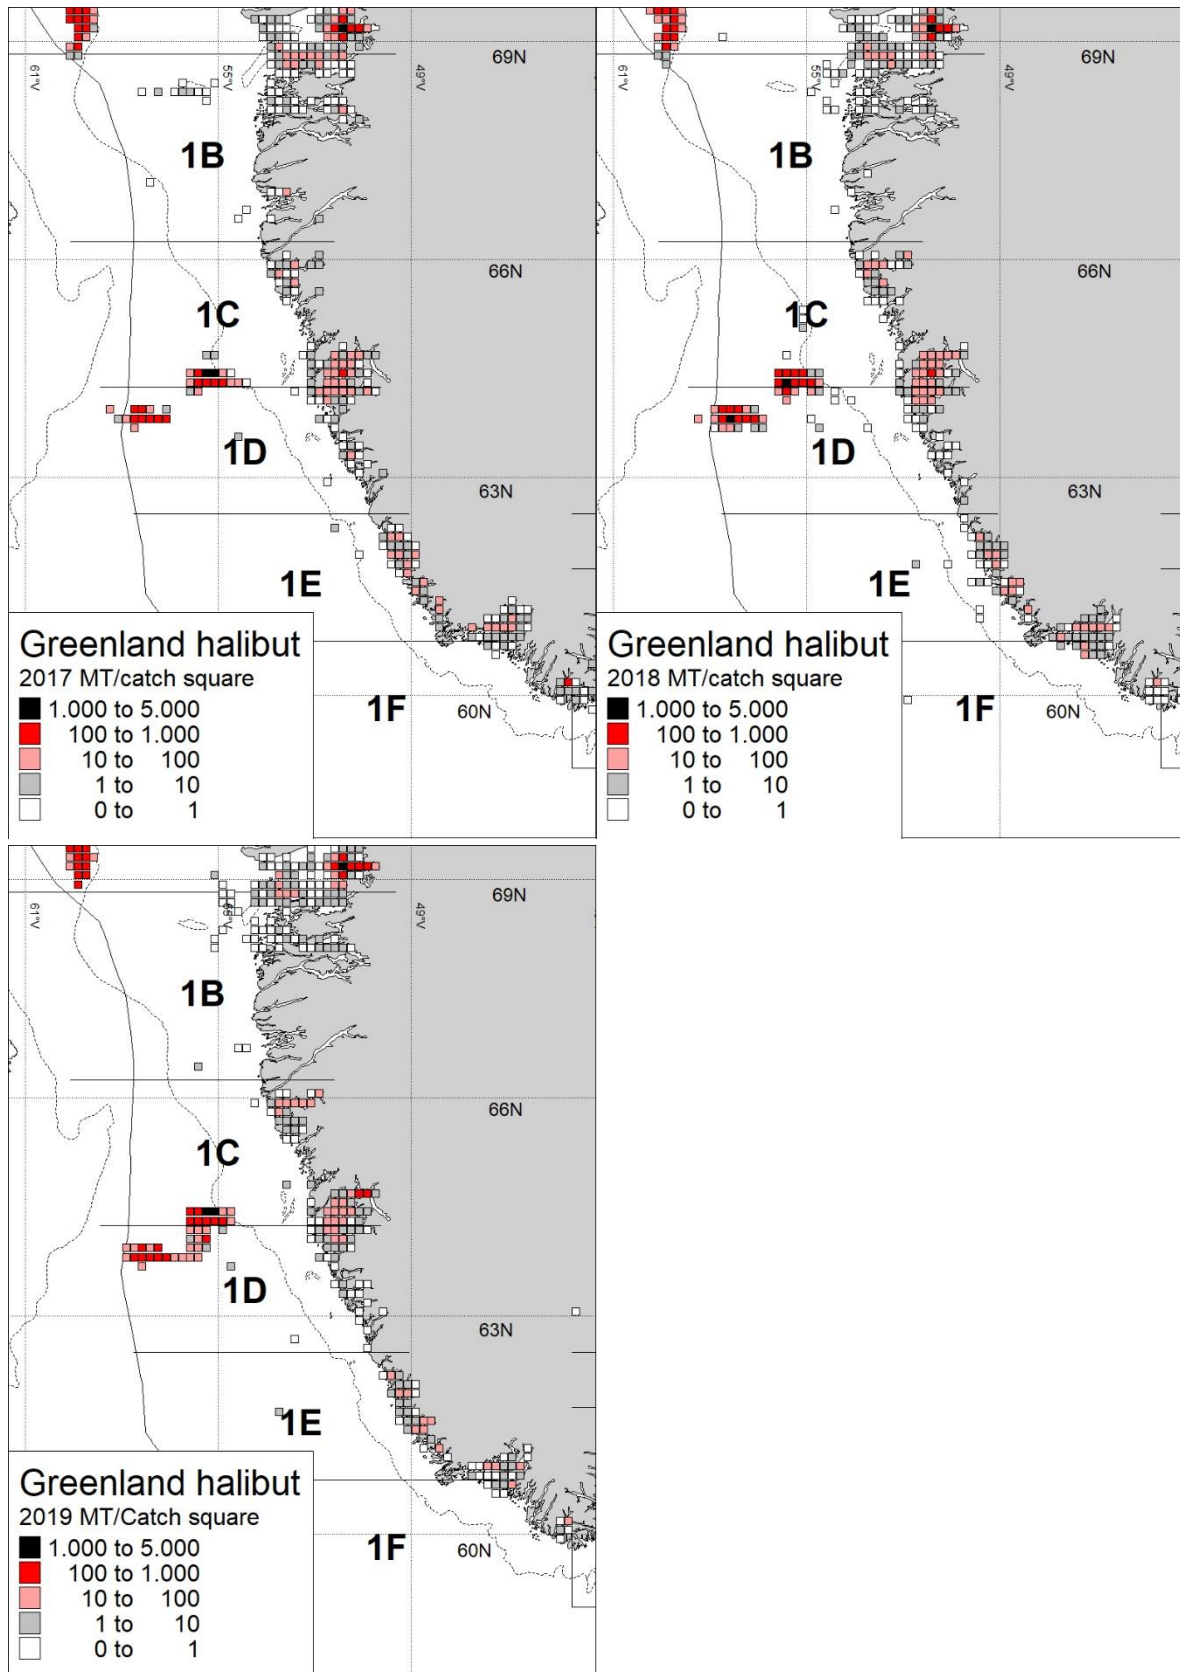 69N
61°V
55°V
49°V
1B
66N
1C
1D
63N
1E
Greenland halibut
2017 MT/catch square
1.000 to 5.000
100 to 1.000
10 to 100
1 to 10
0 to 1
1F
60N
69N
61°V
55°V
49°V
1B
66N
1C
1D
63N
1E
Greenland halibut
2018 MT/catch square
1.000 to 5.000
100 to 1.000
10 to 100
1 to 10
0 to 1
1F
60N
69N
61°V
55°V
49°V
1B
66N
1C
1D
63N
1E
Greenland halibut
2019 MT/Catch square
1.000 to 5.000
100 to 1.000
10 to 100
1 to 10
0 to 1
1F
60N